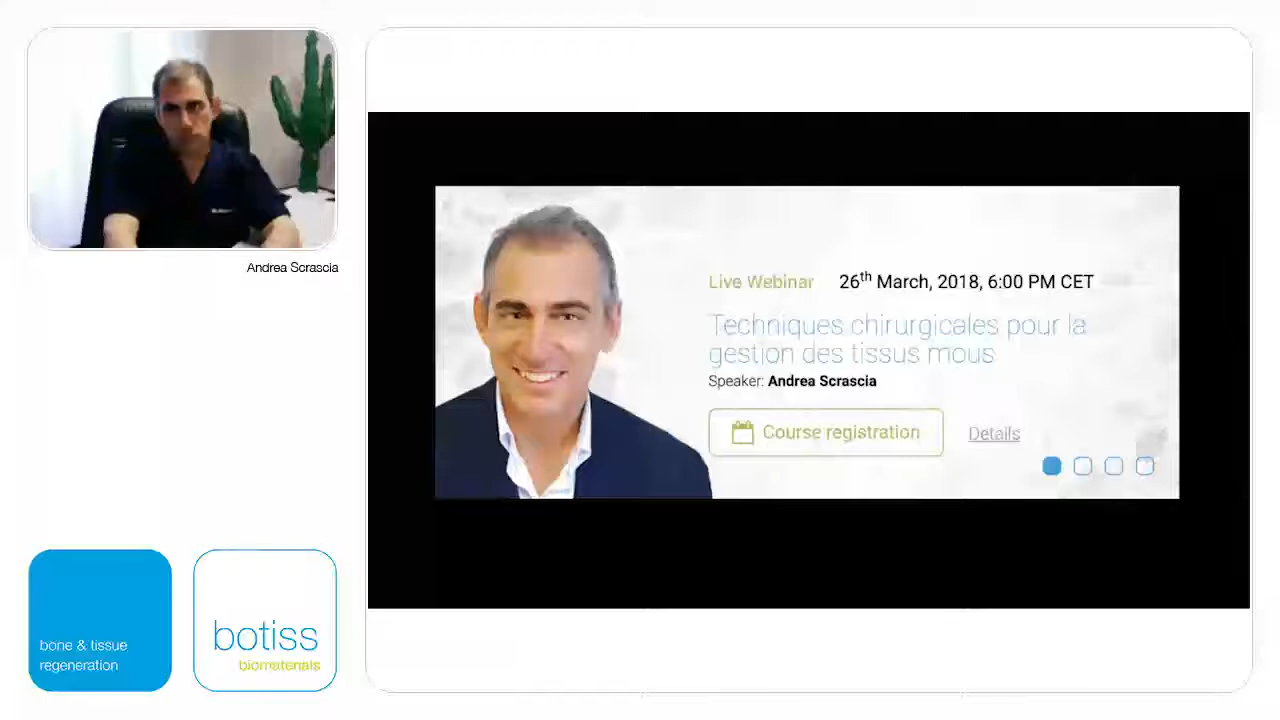 Andrea Scrascia
Live Webinar 26th March, 2018, 6:00 PM CET
Techniques chirurgicales pour la
gestion des tissus mous
Speaker: Andrea Scrascia
Course registration Details
bone & tissue
regeneration
botiss
biomaterials